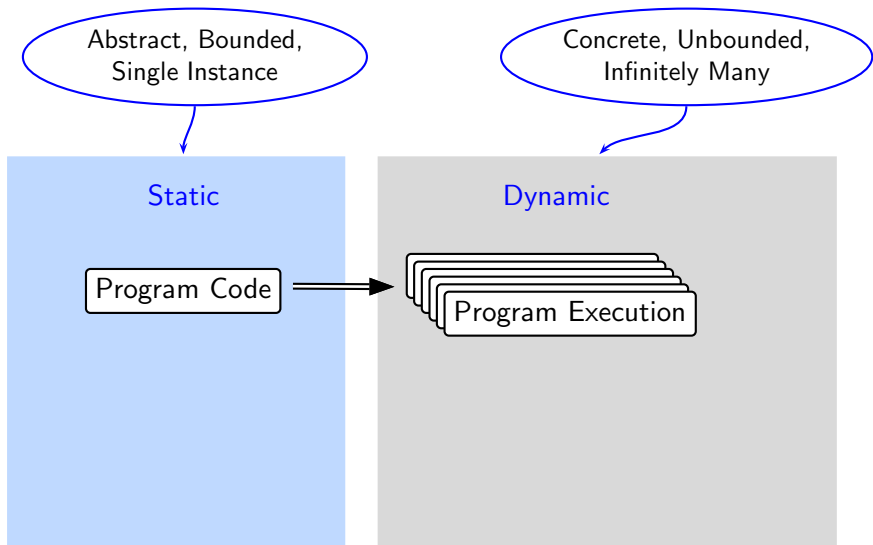 Abstract, Bounded,
Single Instance
Concrete, Unbounded,
Infinitely Many
Static
Dynamic
Program Code
Program Execution